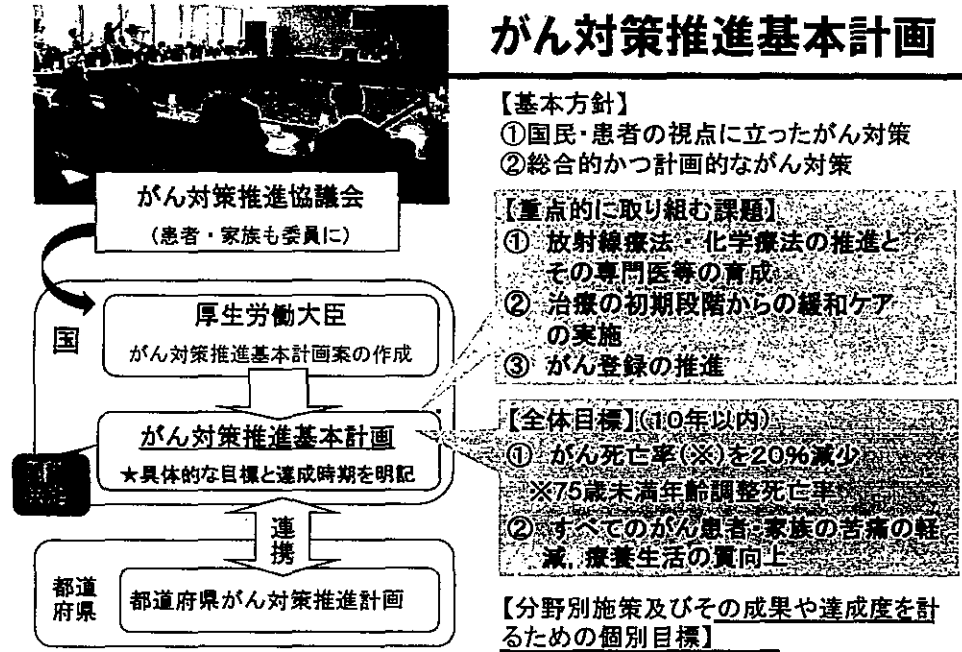 がん対策推進基本計画
がん対策推進協議会
(患者・家族も委員に)
国
厚生労働大臣
がん対策推進基本計画案の作成
がん対策推進基本計画
★具体的な目標と達成時期を明記
連携
都道
府県
都道府県がん対策推進計画
【基本方針】
①国民・患者の視点に立ったがん対策
②総合的かつ計画的ながん対策
【重点的に取り組む課題】
① 放射線療法・化学療法の推進と
その専門医等の育成
② 治療の初期段階からの緩和ケア
の実施
③ がん登録の推進
【全体目標】(10年以内)
① がん死亡率(※)を20%減少
※75歳未満年齢調整死亡率
② すべてのがん患者・家族の苦痛の軽
減,療養生活の質向上
【分野別施策及びその成果や達成度を計
るための個別目標】